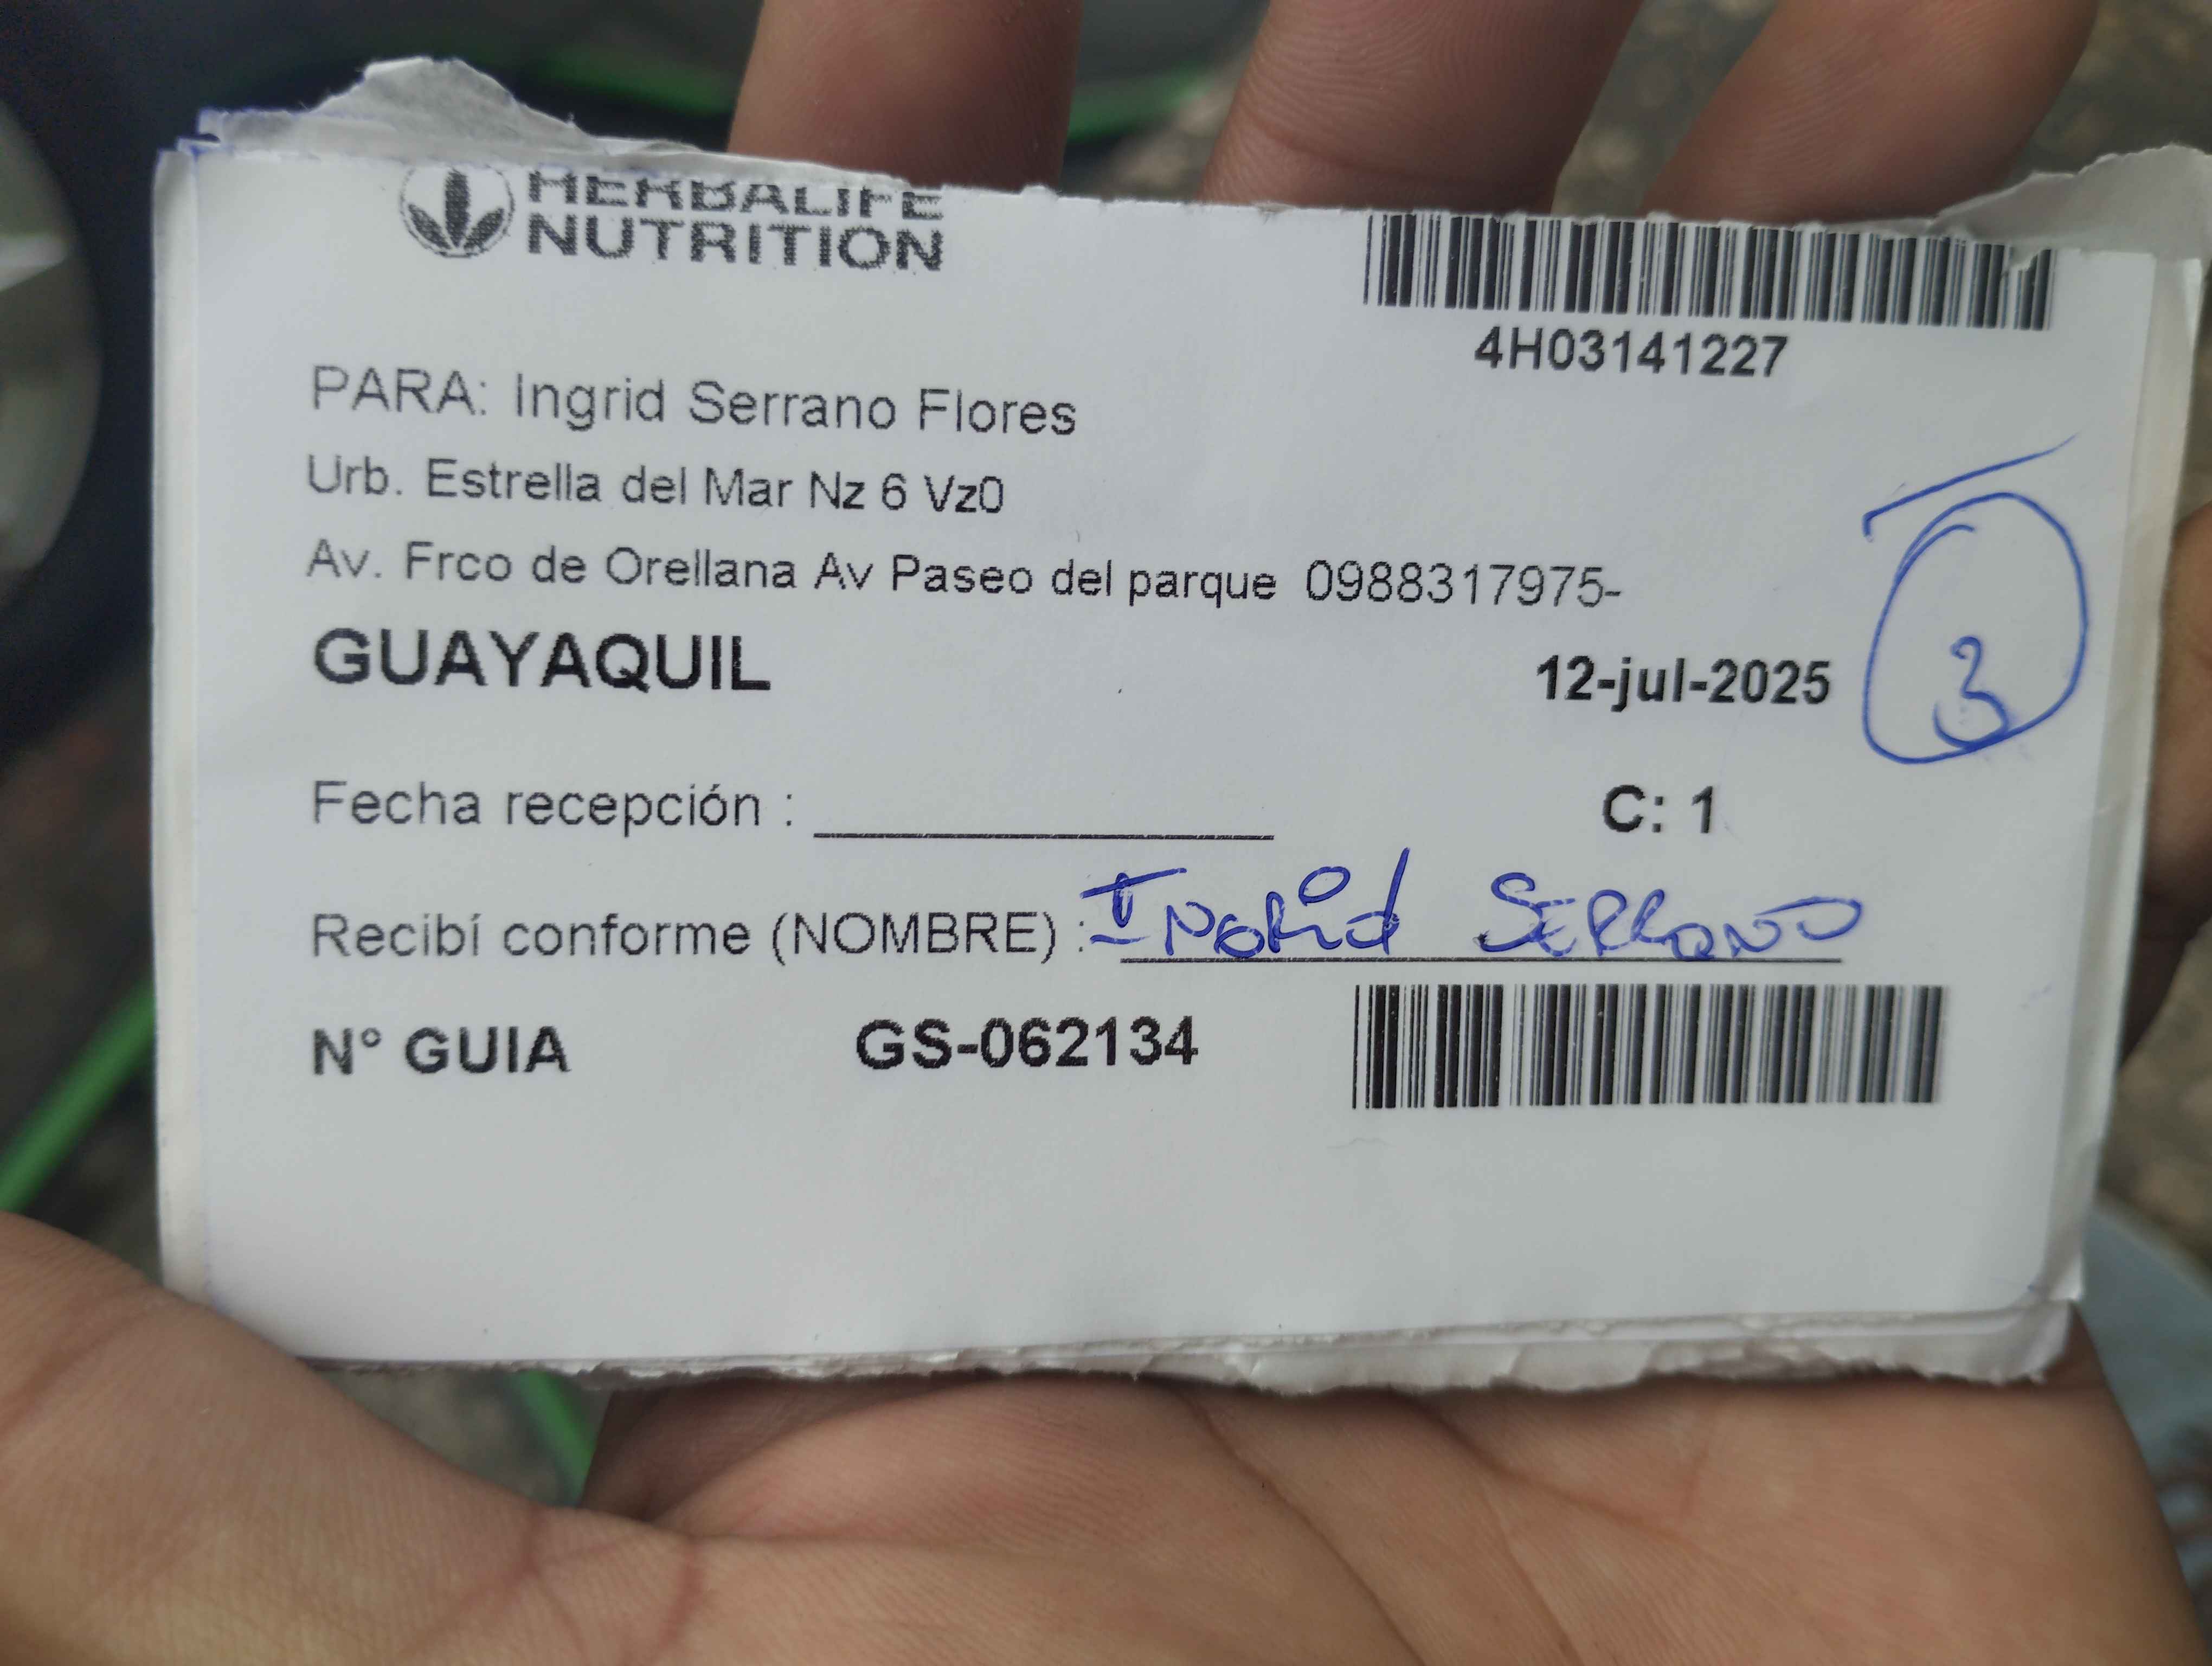 HERBALIFE
NUTRITION
4H03141227
PARA: Ingrid Serrano Flores
Urb. Estrella del Mar Nz 6 Vz0
Av. Frco de Orellana Av Paseo del parque 0988317975-
GUAYAQUIL
12-jul-2025
3
Fecha recepción :
C: 1
Recibí conforme (NOMBRE) : Ingrid Serrano
N° GUIA GS-062134